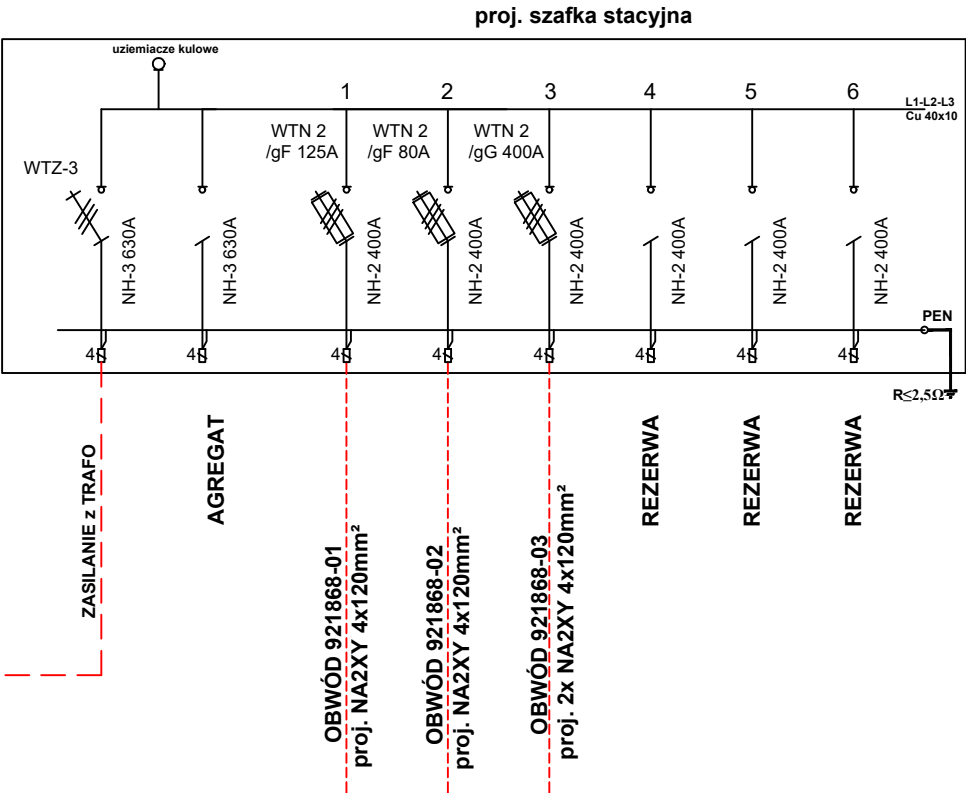 proj. szafka stacyjna
uziemiacze kulowe
1
2
3
4
5
6
L1-L2-L3
Cu 40x10
WTN 2
/gF 125A
WTN 2
/gF 80A
WTN 2
/gG 400A
WTZ-3
NH-3 630A
NH-3 630A
NH-2 400A
NH-2 400A
NH-2 400A
NH-2 400A
NH-2 400A
NH-2 400A
PEN
4
4
4
4
4
4
4
4
R≤2,5Ω
ZASILANIE z TRAFO
AGREGAT
OBWÓD 921868-01
proj. NA2XY 4x120mm²
OBWÓD 921868-02
proj. NA2XY 4x120mm²
OBWÓD 921868-03
proj. 2x NA2XY 4x120mm²
REZERWA
REZERWA
REZERWA